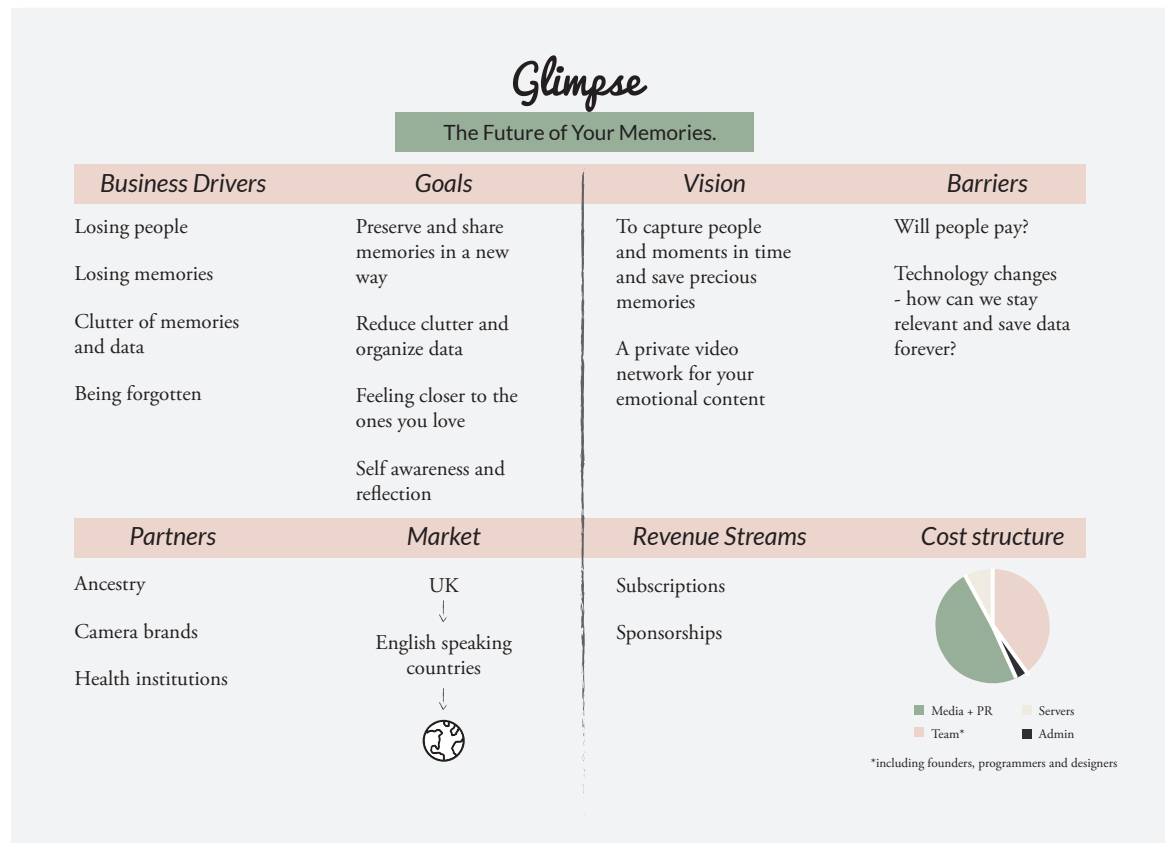 Glimpse
The Future of Your Memories.
Business Drivers
Losing people
Losing memories
Clutter of memories
and data
Being forgotten
Goals
Preserve and share
memories in a new
way
Reduce clutter and
organize data
Feeling closer to the
ones you love
Self awareness and
reflection
Vision
To capture people
and moments in time
and save precious
memories
A private video
network for your
emotional content
Barriers
Will people pay?
Technology changes
- how can we stay
relevant and save data
forever?
Partners
Ancestry
Camera brands
Health institutions
Market
UK
English speaking
countries
Revenue Streams
Subscriptions
Sponsorships
Cost structure
Media + PR
Servers
Team*
Admin
*including founders, programmers and designers